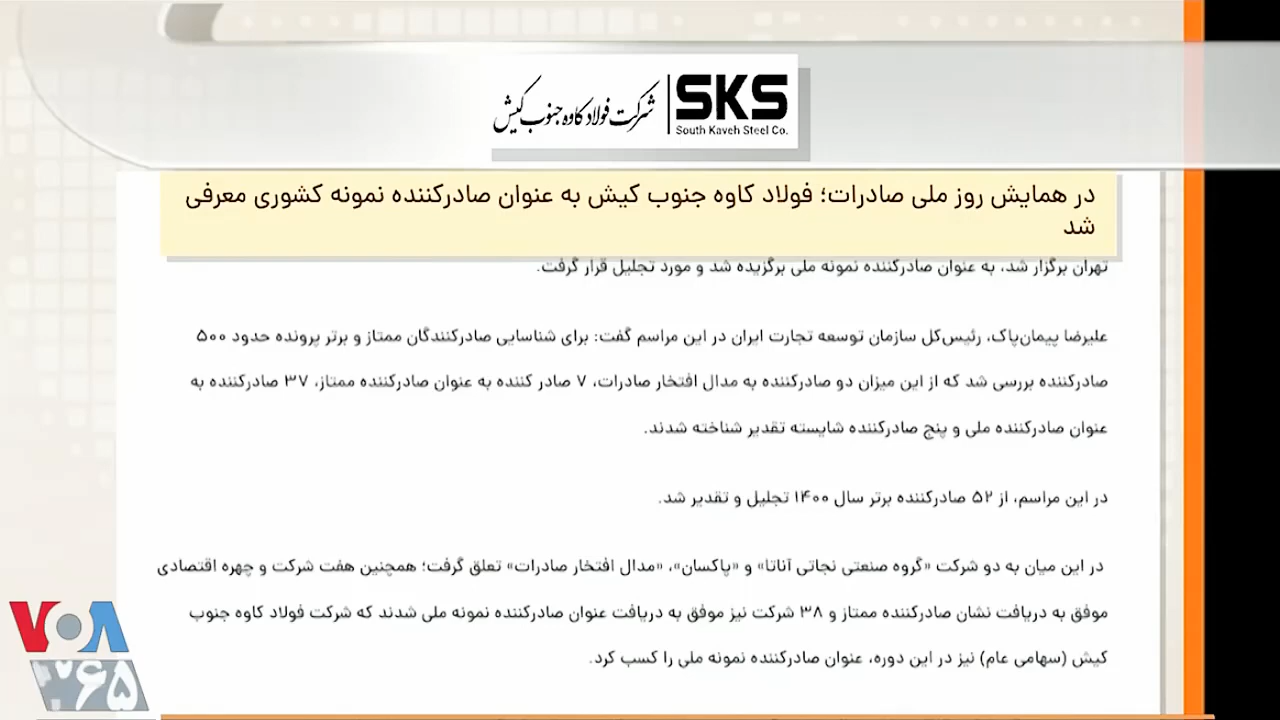 شرکت فولاد کاوه جنوب کیش
SKS
South Kaveh Steel Co.
در همایش روز ملی صادرات؛ فولاد کاوه جنوب کیش به عنوان صادرکننده نمونه کشوری معرفی
شد
تهران برگزار شد، به عنوان صادرکننده نمونه ملی برگزیده شد و مورد تجلیل قرار گرفت.
علیرضا پیمان‌پاک، رئیس‌کل سازمان توسعه تجارت ایران در این مراسم گفت: برای شناسایی صادرکنندگان ممتاز و برتر پرونده حدود ۵۰۰
صادرکننده بررسی شد که از این میزان دو صادرکننده به مدال افتخار صادرات، ۷ صادر کننده به عنوان صادرکننده ممتاز، ۳۷ صادرکننده به
عنوان صادرکننده ملی و پنج صادرکننده شایسته تقدیر شناخته شدند.
در این مراسم، از ۵۲ صادرکننده برتر سال ۱۴۰۰ تجلیل و تقدیر شد.
در این میان به دو شرکت «گروه صنعتی نجاتی آناتا» و «پاکسان»، «مدال افتخار صادرات» تعلق گرفت؛ همچنین هفت شرکت و چهره اقتصادی
موفق به دریافت نشان صادرکننده ممتاز و ۳۸ شرکت نیز موفق به دریافت عنوان صادرکننده نمونه ملی شدند که شرکت فولاد کاوه جنوب
کیش (سهامی عام) نیز در این دوره، عنوان صادرکننده نمونه ملی را کسب کرد.
VOA
۳۶۵